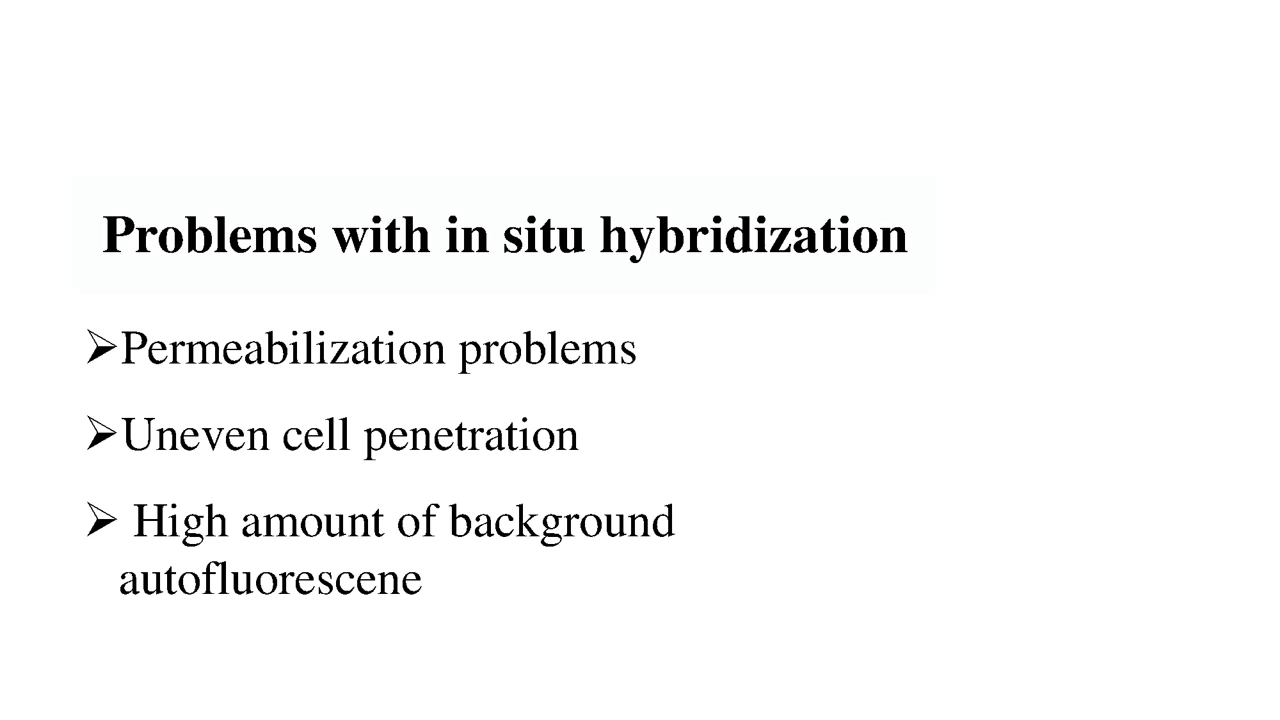 Problems with in situ hybridization
➢Permeabilization problems
➢Uneven cell penetration
➢ High amount of background
autofluorescene